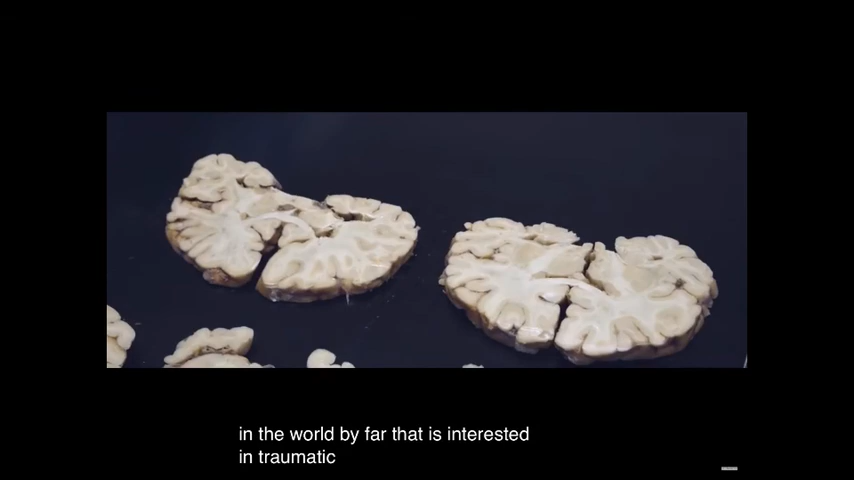 in the world by far that is interested
in traumatic